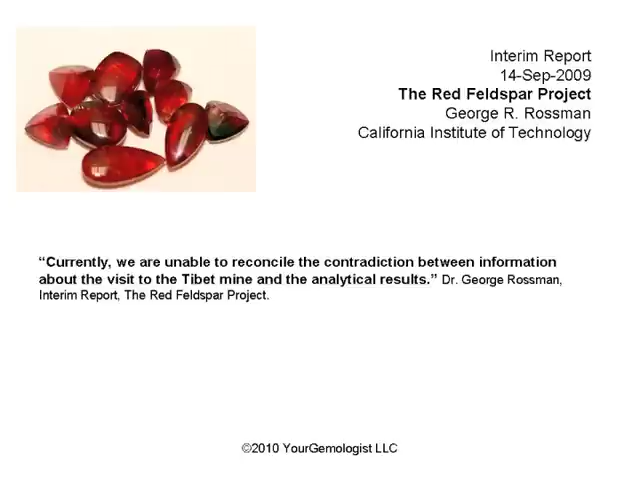 Interim Report
14-Sep-2009
The Red Feldspar Project
George R. Rossman
California Institute of Technology
“Currently, we are unable to reconcile the contradiction between information
about the visit to the Tibet mine and the analytical results.” Dr. George Rossman,
Interim Report, The Red Feldspar Project.
©2010 YourGemologist LLC